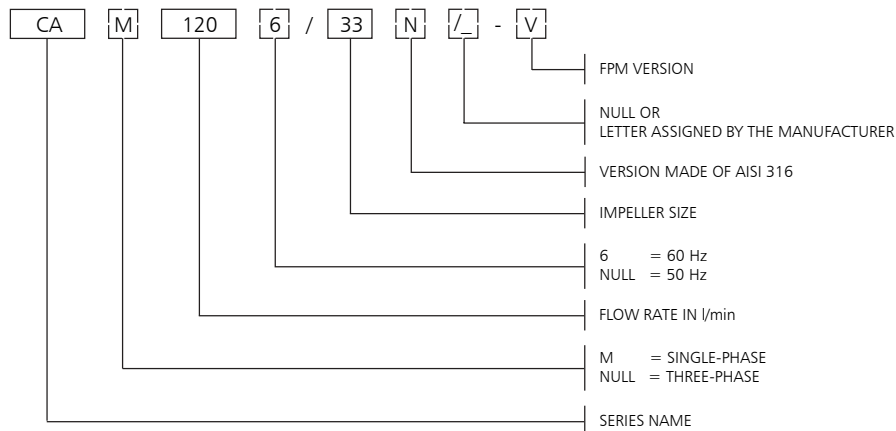 CA M 120 6 / 33 N /_ - V
FPM VERSION
NULL OR
LETTER ASSIGNED BY THE MANUFACTURER
VERSION MADE OF AISI 316
IMPELLER SIZE
6 = 60 Hz
NULL = 50 Hz
FLOW RATE IN l/min
M = SINGLE-PHASE
NULL = THREE-PHASE
SERIES NAME